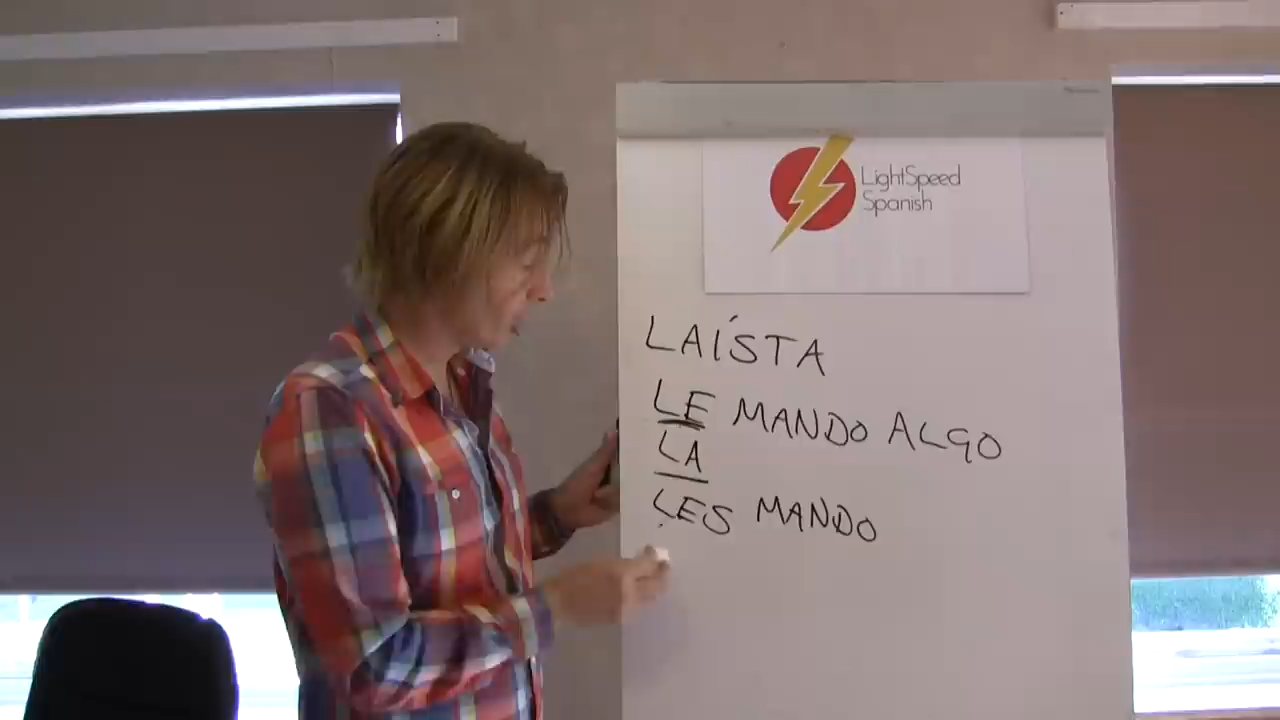 LightSpeed
Spanish
LAÍSTA
LE MANDO ALGO
LA
LES MANDO